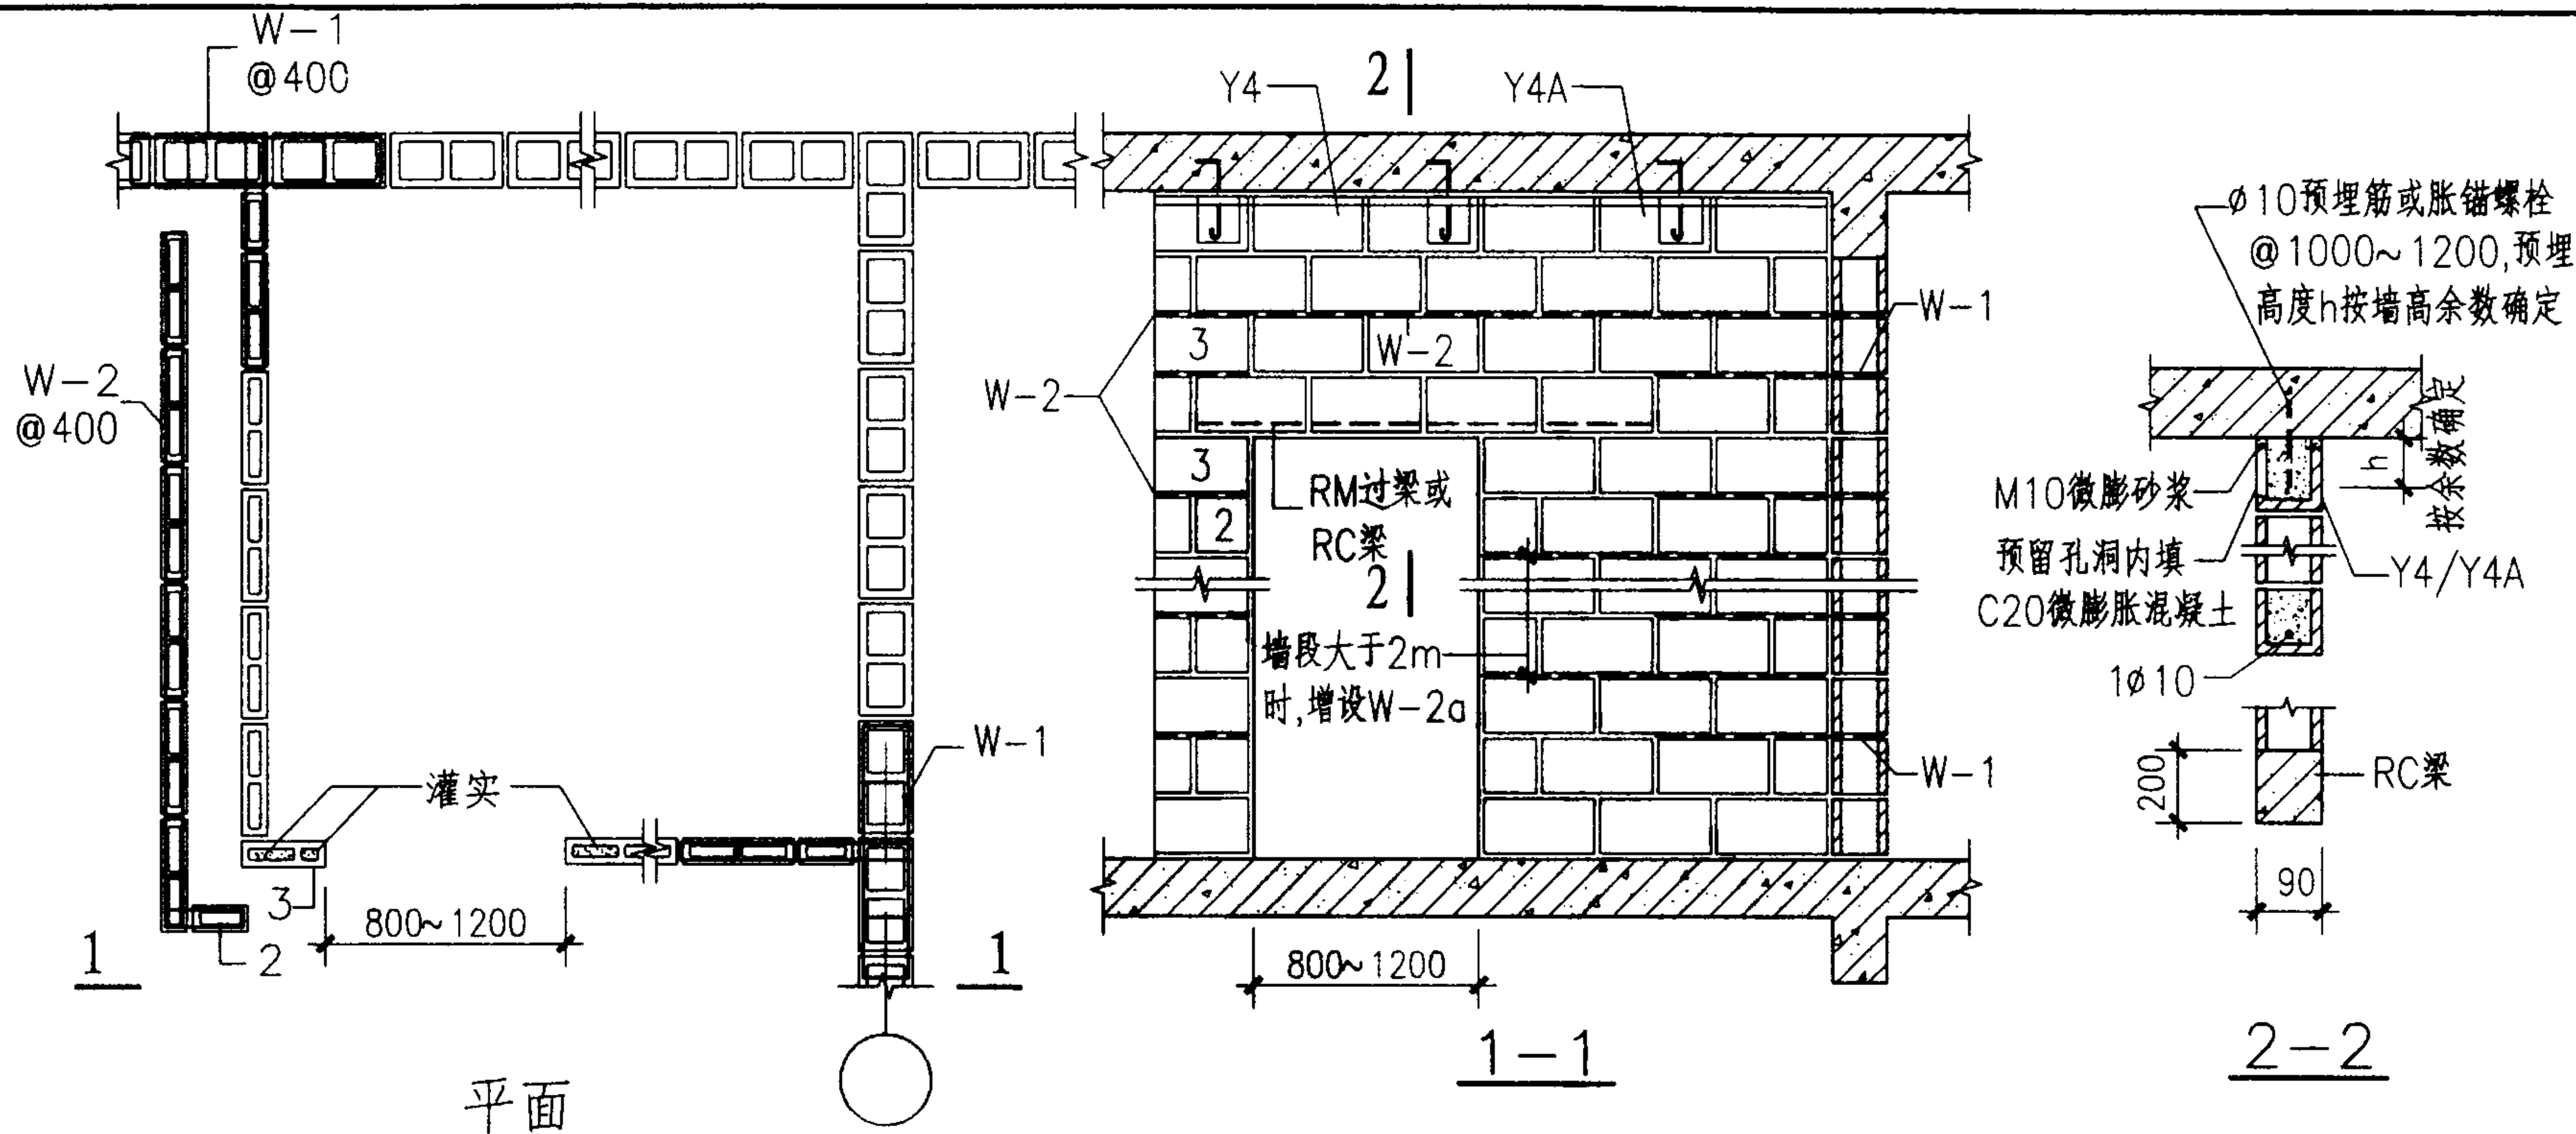 W-1
@400
W-2
@400
灌实
3
2
800~1200
W-1
1
1
平面
Y4
2
Y4A
3
W-2
W-1
W-2
3
2
RM过梁或
RC梁
2
墙段大于2m
时,增设W-2a
W-1
800~1200
1-1
ø10预埋筋或胀锚螺栓
@1000~1200,预埋
高度h按墙高余数确定
h
按余数确定
M10微膨砂浆
预留孔洞内填
C20微膨胀混凝土
Y4/Y4A
1ø10
200
RC梁
90
2-2